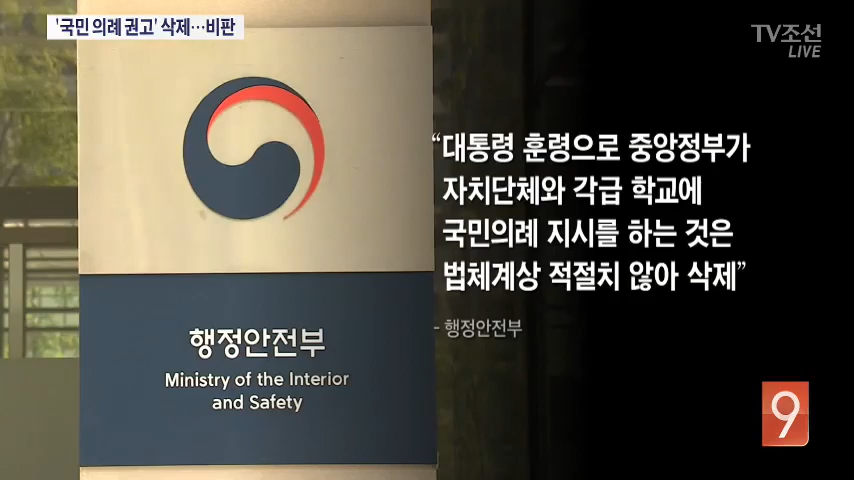 '국민 의례 권고' 삭제…비판
TV조선
LIVE
"대통령 훈령으로 중앙정부가
자치단체와 각급 학교에
국민의례 지시를 하는 것은
법체계상 적절치 않아 삭제"
- 행정안전부
행정안전부
Ministry of the Interior
and Safety
9